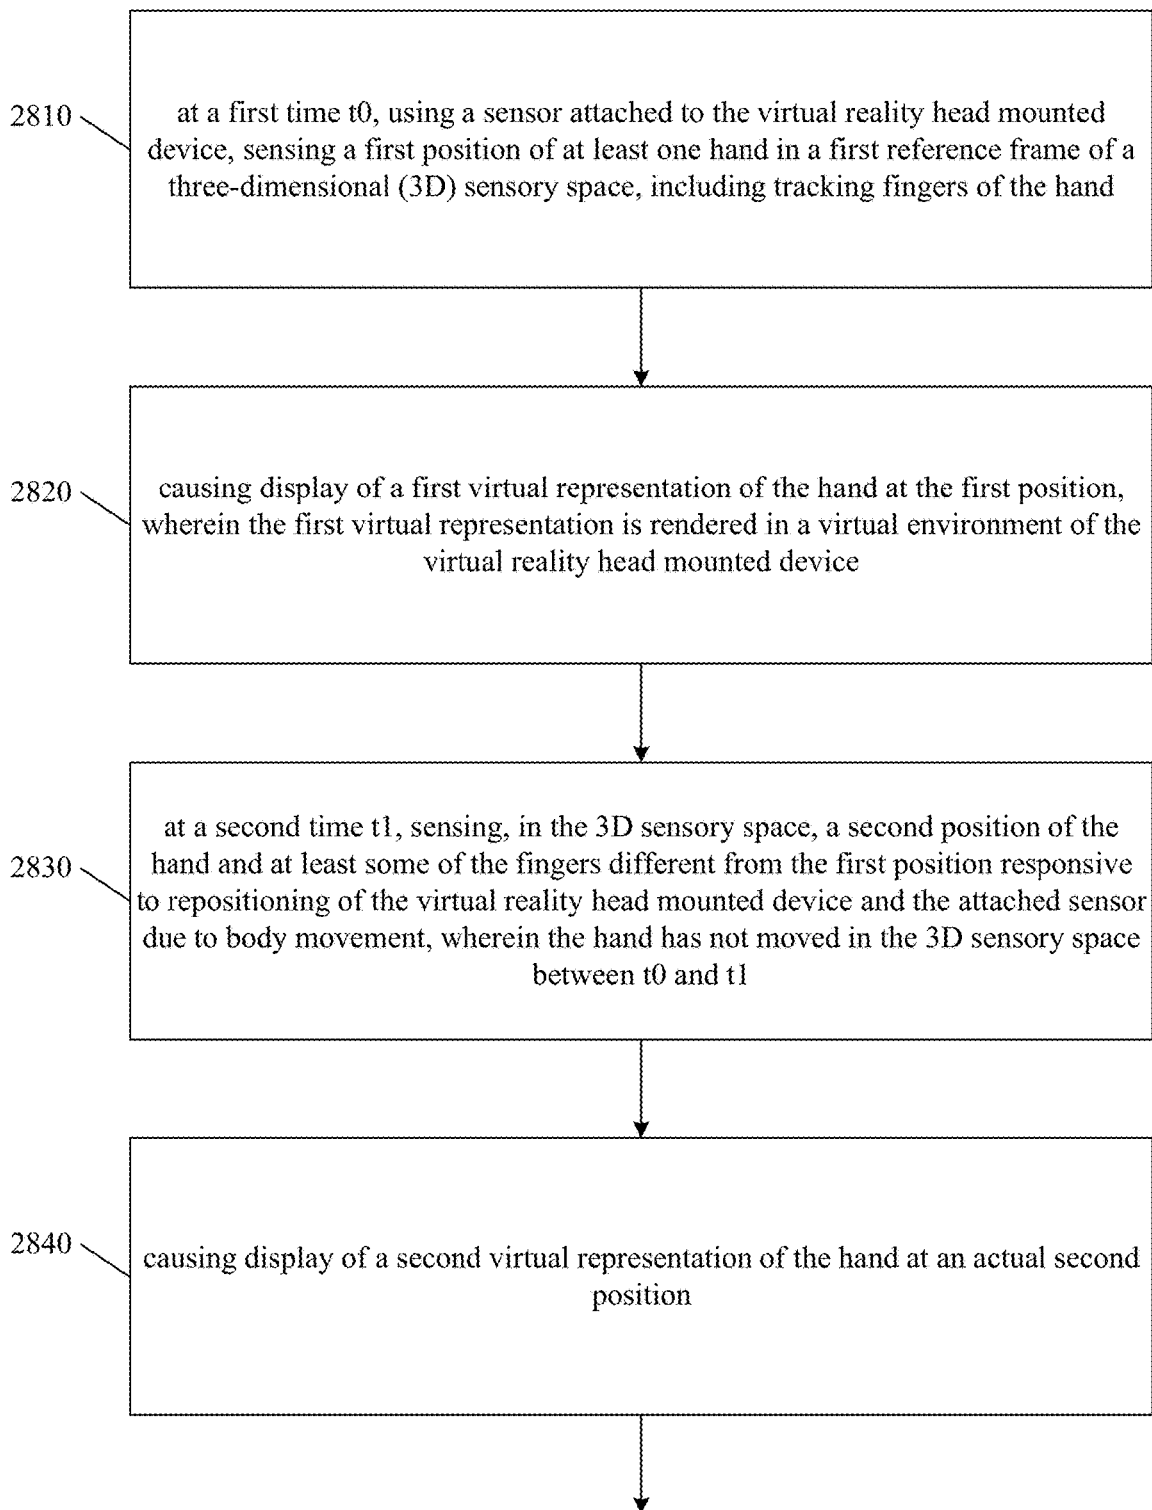 2810
at a first time t0, using a sensor attached to the virtual reality head mounted
device, sensing a first position of at least one hand in a first reference frame of a
three-dimensional (3D) sensory space, including tracking fingers of the hand
2820
causing display of a first virtual representation of the hand at the first position,
wherein the first virtual representation is rendered in a virtual environment of the
virtual reality head mounted device
2830
at a second time t1, sensing, in the 3D sensory space, a second position of the
hand and at least some of the fingers different from the first position responsive
to repositioning of the virtual reality head mounted device and the attached sensor
due to body movement, wherein the hand has not moved in the 3D sensory space
between t0 and t1
2840
causing display of a second virtual representation of the hand at an actual second
position